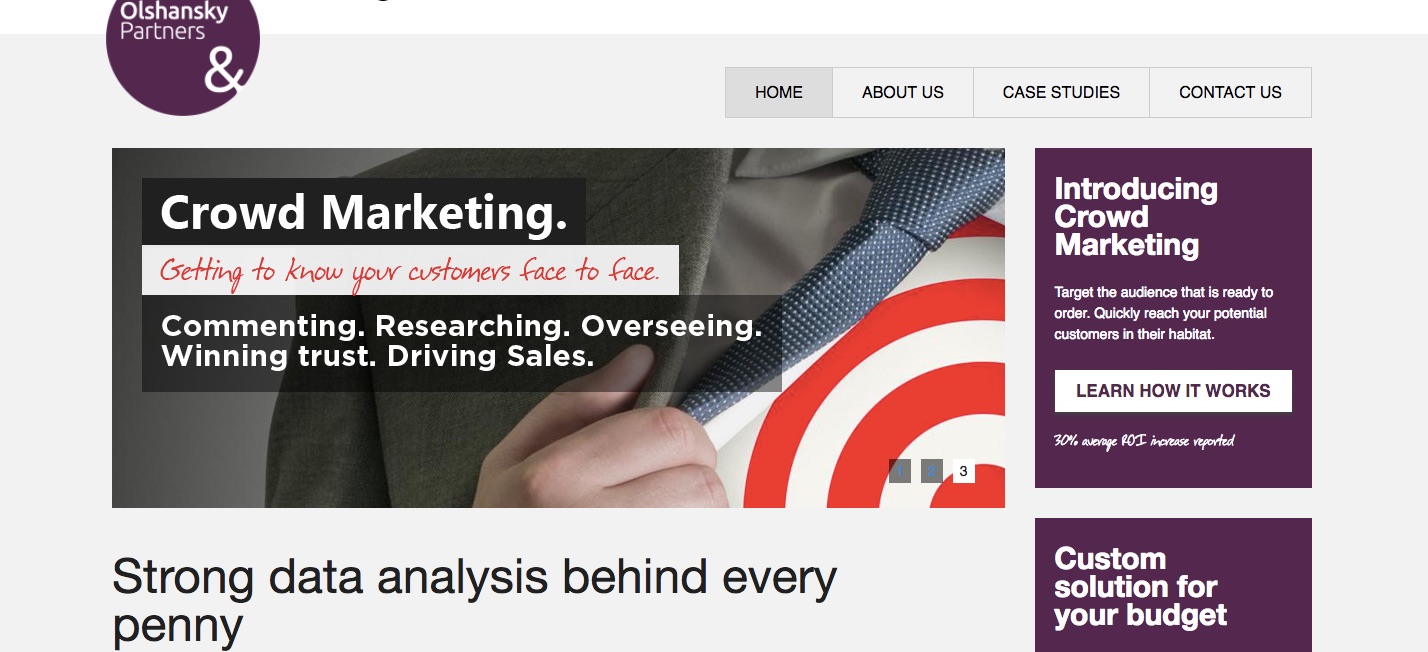 Olshansky
Partners
&
HOME ABOUT US CASE STUDIES CONTACT US
Crowd Marketing.
Getting to know your customers face to face.
Commenting. Researching. Overseeing.
Winning trust. Driving Sales.
1 2 3
Strong data analysis behind every
penny
Introducing
Crowd
Marketing
Target the audience that is ready to
order. Quickly reach your potential
customers in their habitat.
LEARN HOW IT WORKS
30% average ROI increase reported
Custom
solution for
your budget